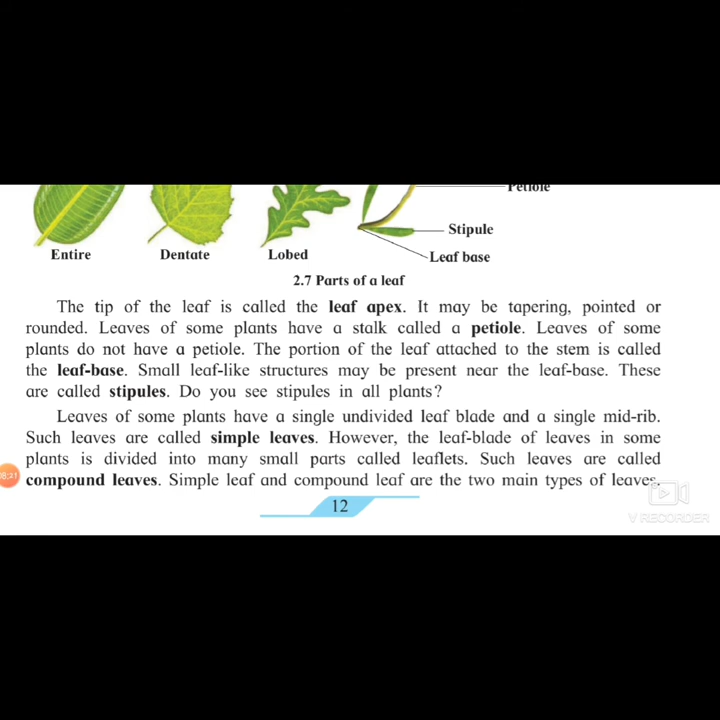 Petiole
Stipule
Entire Dentate Lobed Leaf base
2.7 Parts of a leaf
The tip of the leaf is called the leaf apex. It may be tapering, pointed or
rounded. Leaves of some plants have a stalk called a petiole. Leaves of some
plants do not have a petiole. The portion of the leaf attached to the stem is called
the leaf-base. Small leaf-like structures may be present near the leaf-base. These
are called stipules. Do you see stipules in all plants?
Leaves of some plants have a single undivided leaf blade and a single mid-rib.
Such leaves are called simple leaves. However, the leaf-blade of leaves in some
plants is divided into many small parts called leaflets. Such leaves are called
08:21
compound leaves. Simple leaf and compound leaf are the two main types of leaves.
12
V RECORDER